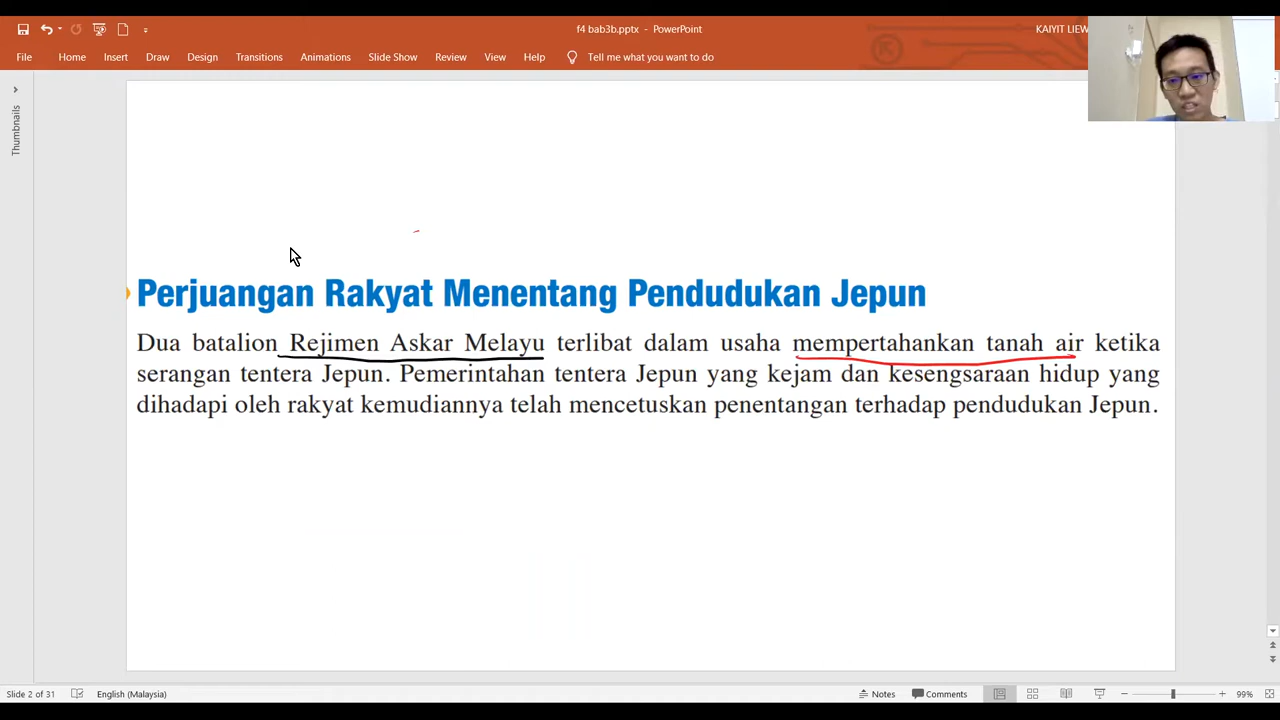 f4 bab3b.pptx - PowerPoint
KAIYIT LIEW
File Home Insert Draw Design Transitions Animations Slide Show Review View Help Tell me what you want to do
Thumbnails
Perjuangan Rakyat Menentang Pendudukan Jepun
Dua batalion Rejimen Askar Melayu terlibat dalam usaha mempertahankan tanah air ketika
serangan tentera Jepun. Pemerintahan tentera Jepun yang kejam dan kesengsaraan hidup yang
dihadapi oleh rakyat kemudiannya telah mencetuskan penentangan terhadap pendudukan Jepun.
Slide 2 of 31 English (Malaysia) Notes Comments 99%